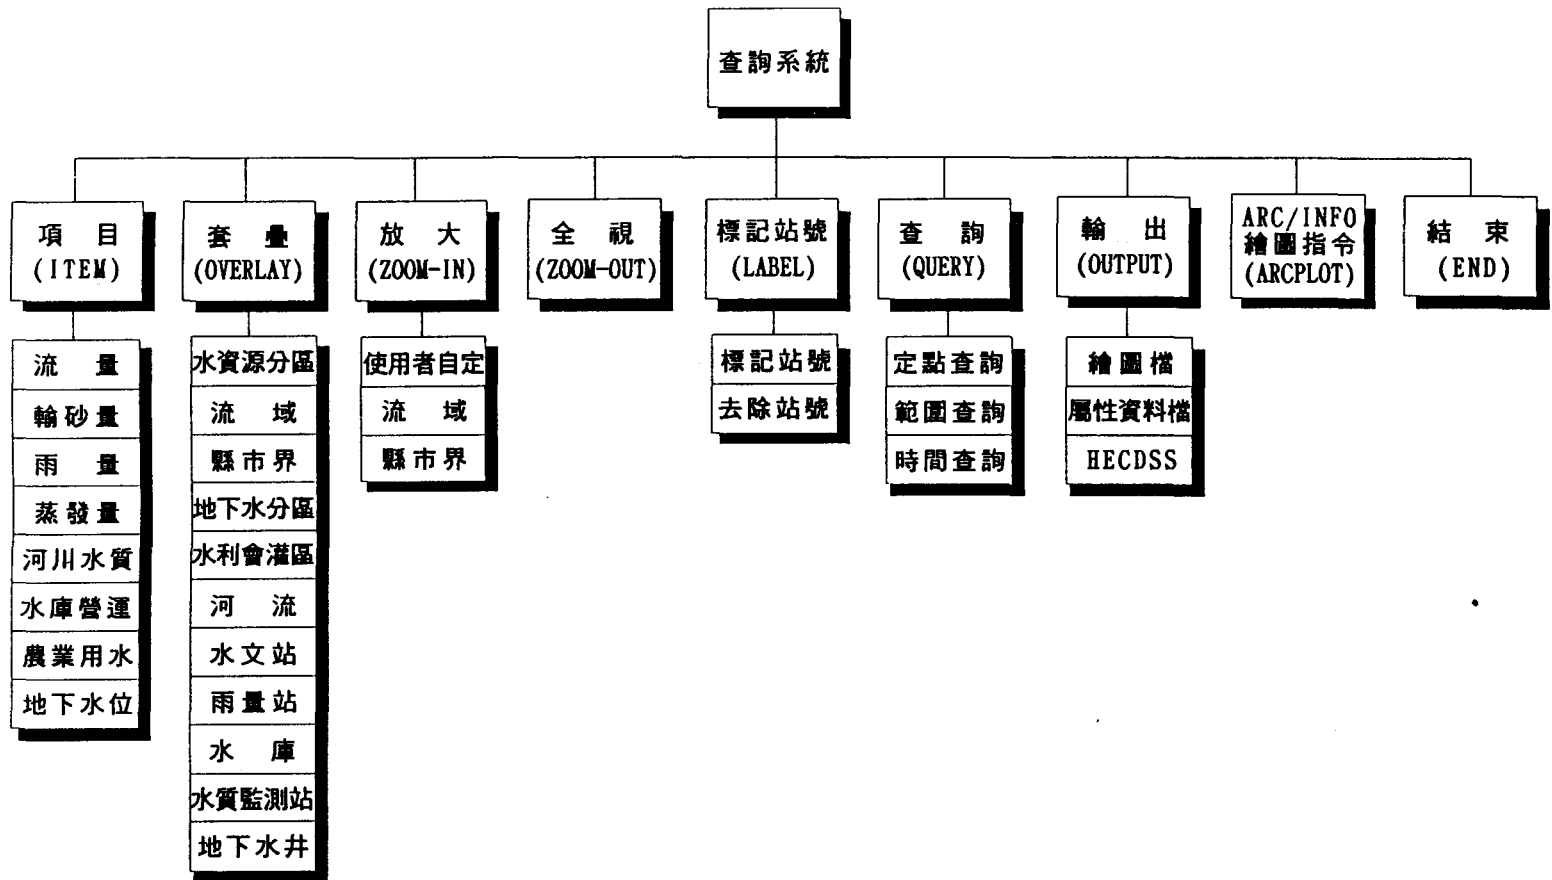 查詢系統
項目
(ITEM)
套疊
(OVERLAY)
放大
(ZOOM-IN)
全視
(ZOOM-OUT)
標記站號
(LABEL)
查詢
(QUERY)
輸出
(OUTPUT)
ARC/INFO
繪圖指令
(ARCPLOT)
結束
(END)
流量
輸砂量
雨量
蒸發量
河川水質
水庫營運
農業用水
地下水位
水資源分區
流域
縣市界
地下水分區
水利會灌區
河流
水文站
雨量站
水庫
水質監測站
地下水井
使用者自定
流域
縣市界
標記站號
去除站號
定點查詢
範圍查詢
時間查詢
繪圖檔
屬性資料檔
HECDSS